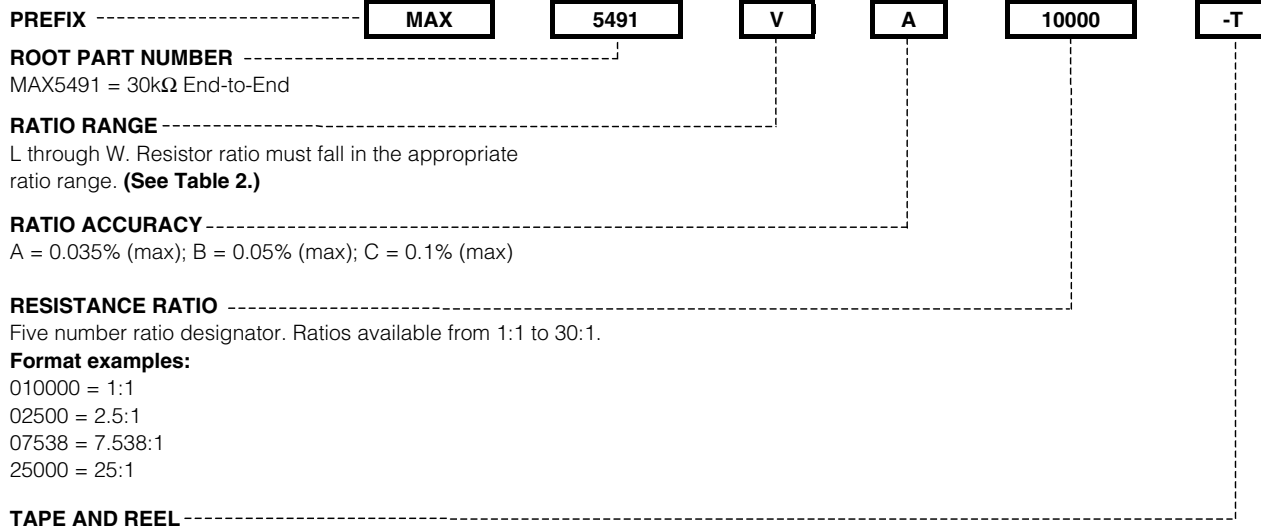 PREFIX MAX 5491 V A 10000 -T
ROOT PART NUMBER
MAX5491 = 30kΩ End-to-End
RATIO RANGE
L through W. Resistor ratio must fall in the appropriate
ratio range. (See Table 2.)
RATIO ACCURACY
A = 0.035% (max); B = 0.05% (max); C = 0.1% (max)
RESISTANCE RATIO
Five number ratio designator. Ratios available from 1:1 to 30:1.
Format examples:
010000 = 1:1
02500 = 2.5:1
07538 = 7.538:1
25000 = 25:1
TAPE AND REEL